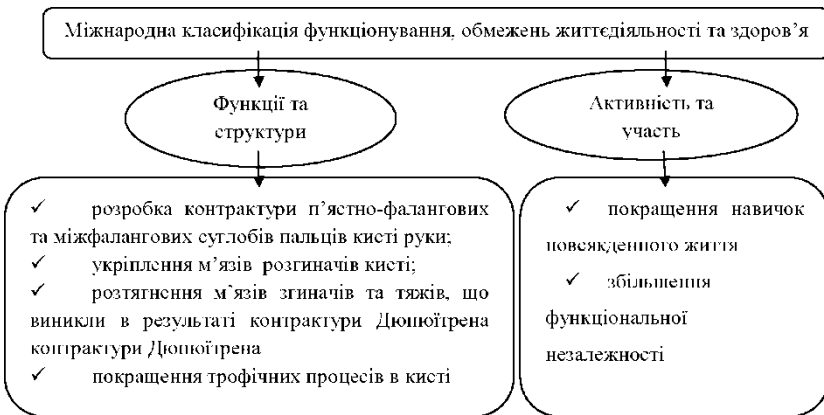 Міжнародна класифікація функціонування, обмежень життєдіяльності та здоров’я
Функції та
структури
Активність та
участь
✓ розробка контрактури п’ястно-фалангових
та міжфалангових суглобів пальців кисті руки;
✓ укріплення м’язів розгиначів кисті;
✓ розтягнення м’язів згиначів та тяжів, що
виникли в результаті контрактури Дюпюїтрена
контрактури Дюпюїтрена
✓ покращення трофічних процесів в кисті
✓ покращення навичок
повсякденного життя
✓ збільшення
функціональної
незалежності